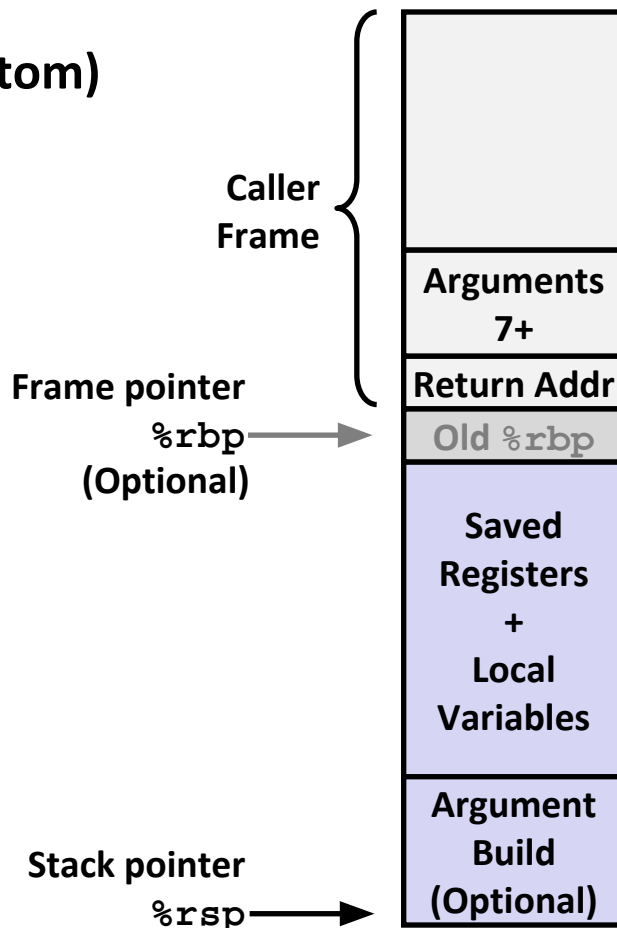 tom)
Caller
Frame
Arguments
7+
Frame pointer
Return Addr
%rbp
Old %rbp
(Optional)
Saved
Registers
+
Local
Variables
Argument
Build
(Optional)
Stack pointer
%rsp